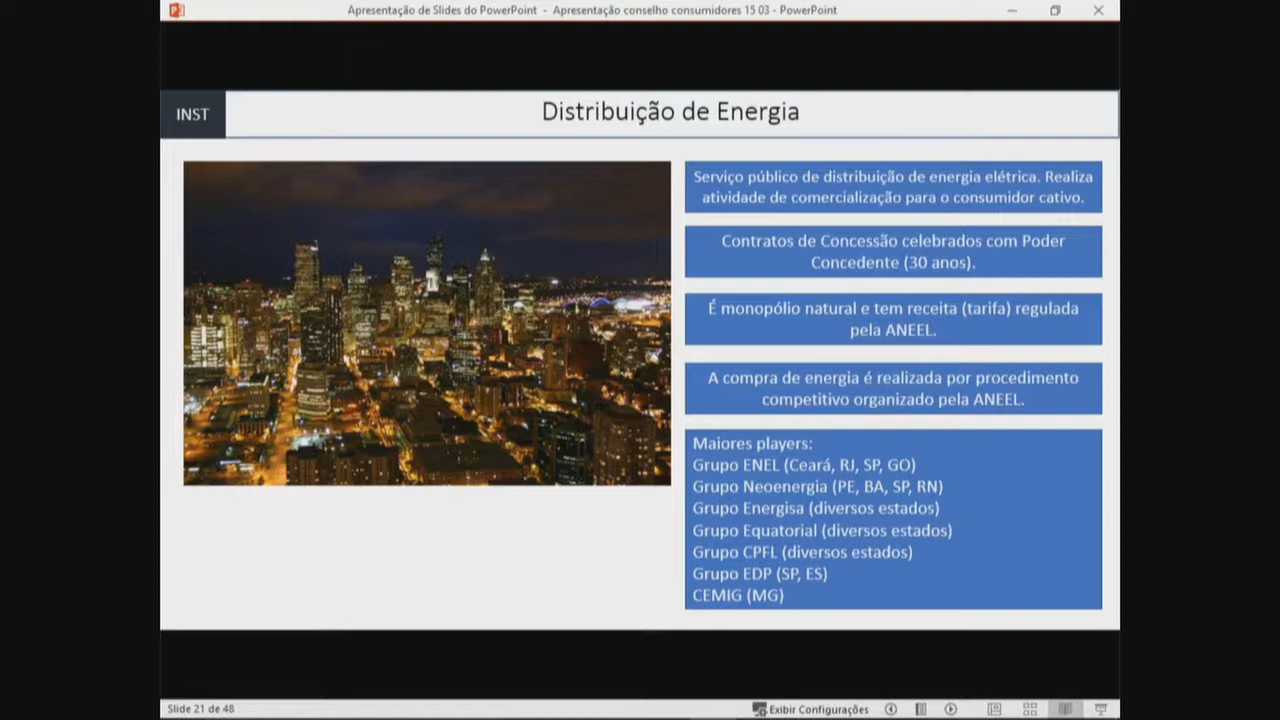 Apresentação de Slides do PowerPoint - Apresentação conselho consumidores 15 03 - PowerPoint
INST
Distribuição de Energia
Serviço público de distribuição de energia elétrica. Realiza
atividade de comercialização para o consumidor cativo.
Contratos de Concessão celebrados com Poder
Concedente (30 anos).
É monopólio natural e tem receita (tarifa) regulada
pela ANEEL.
A compra de energia é realizada por procedimento
competitivo organizado pela ANEEL.
Maiores players:
Grupo ENEL (Ceará, RJ, SP, GO)
Grupo Neoenergia (PE, BA, SP, RN)
Grupo Energisa (diversos estados)
Grupo Equatorial (diversos estados)
Grupo CPFL (diversos estados)
Grupo EDP (SP, ES)
CEMIG (MG)
Slide 21 de 48
Exibir Configurações